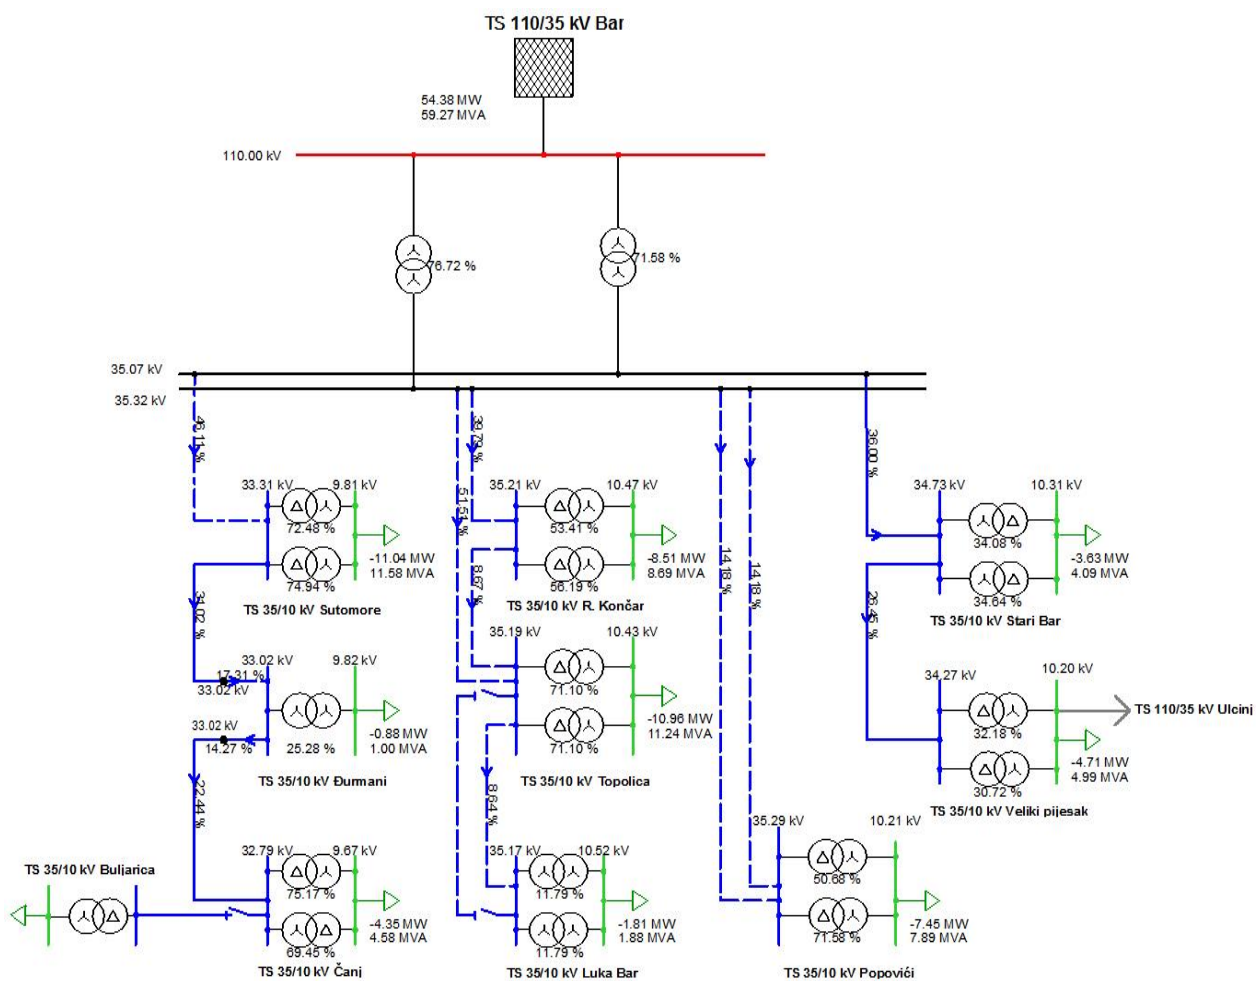 TS 110/35 kV Bar
54.38 MW
59.27 MVA
110.00 kV
76.72 %
71.58 %
35.07 kV
35.32 kV
46.11 %
39.79 %
51.51 %
14.18 %
14.18 %
36.00 %
33.31 kV
9.81 kV
72.48 %
74.94 %
-11.04 MW
11.58 MVA
TS 35/10 kV Sutomore
35.21 kV
10.47 kV
53.41 %
56.19 %
-8.51 MW
8.69 MVA
TS 35/10 kV R. Končar
34.73 kV
10.31 kV
34.08 %
34.64 %
-3.63 MW
4.09 MVA
TS 35/10 kV Stari Bar
8.67 %
26.45 %
33.02 kV
9.82 kV
17.31 %
33.02 kV
33.02 kV
14.27 %
25.28 %
-0.88 MW
1.00 MVA
TS 35/10 kV Đurmani
35.19 kV
10.43 kV
71.10 %
71.10 %
-10.96 MW
11.24 MVA
TS 35/10 kV Topolica
34.27 kV
10.20 kV
TS 110/35 kV Ulcinj
32.18 %
30.72 %
-4.71 MW
4.99 MVA
TS 35/10 kV Veliki pijesak
22.44 %
8.64 %
TS 35/10 kV Buljarica
32.79 kV
9.67 kV
75.17 %
69.45 %
-4.35 MW
4.58 MVA
TS 35/10 kV Čanj
35.17 kV
10.52 kV
11.79 %
11.79 %
-1.81 MW
1.88 MVA
TS 35/10 kV Luka Bar
35.29 kV
10.21 kV
50.68 %
71.58 %
-7.45 MW
7.89 MVA
TS 35/10 kV Popovići